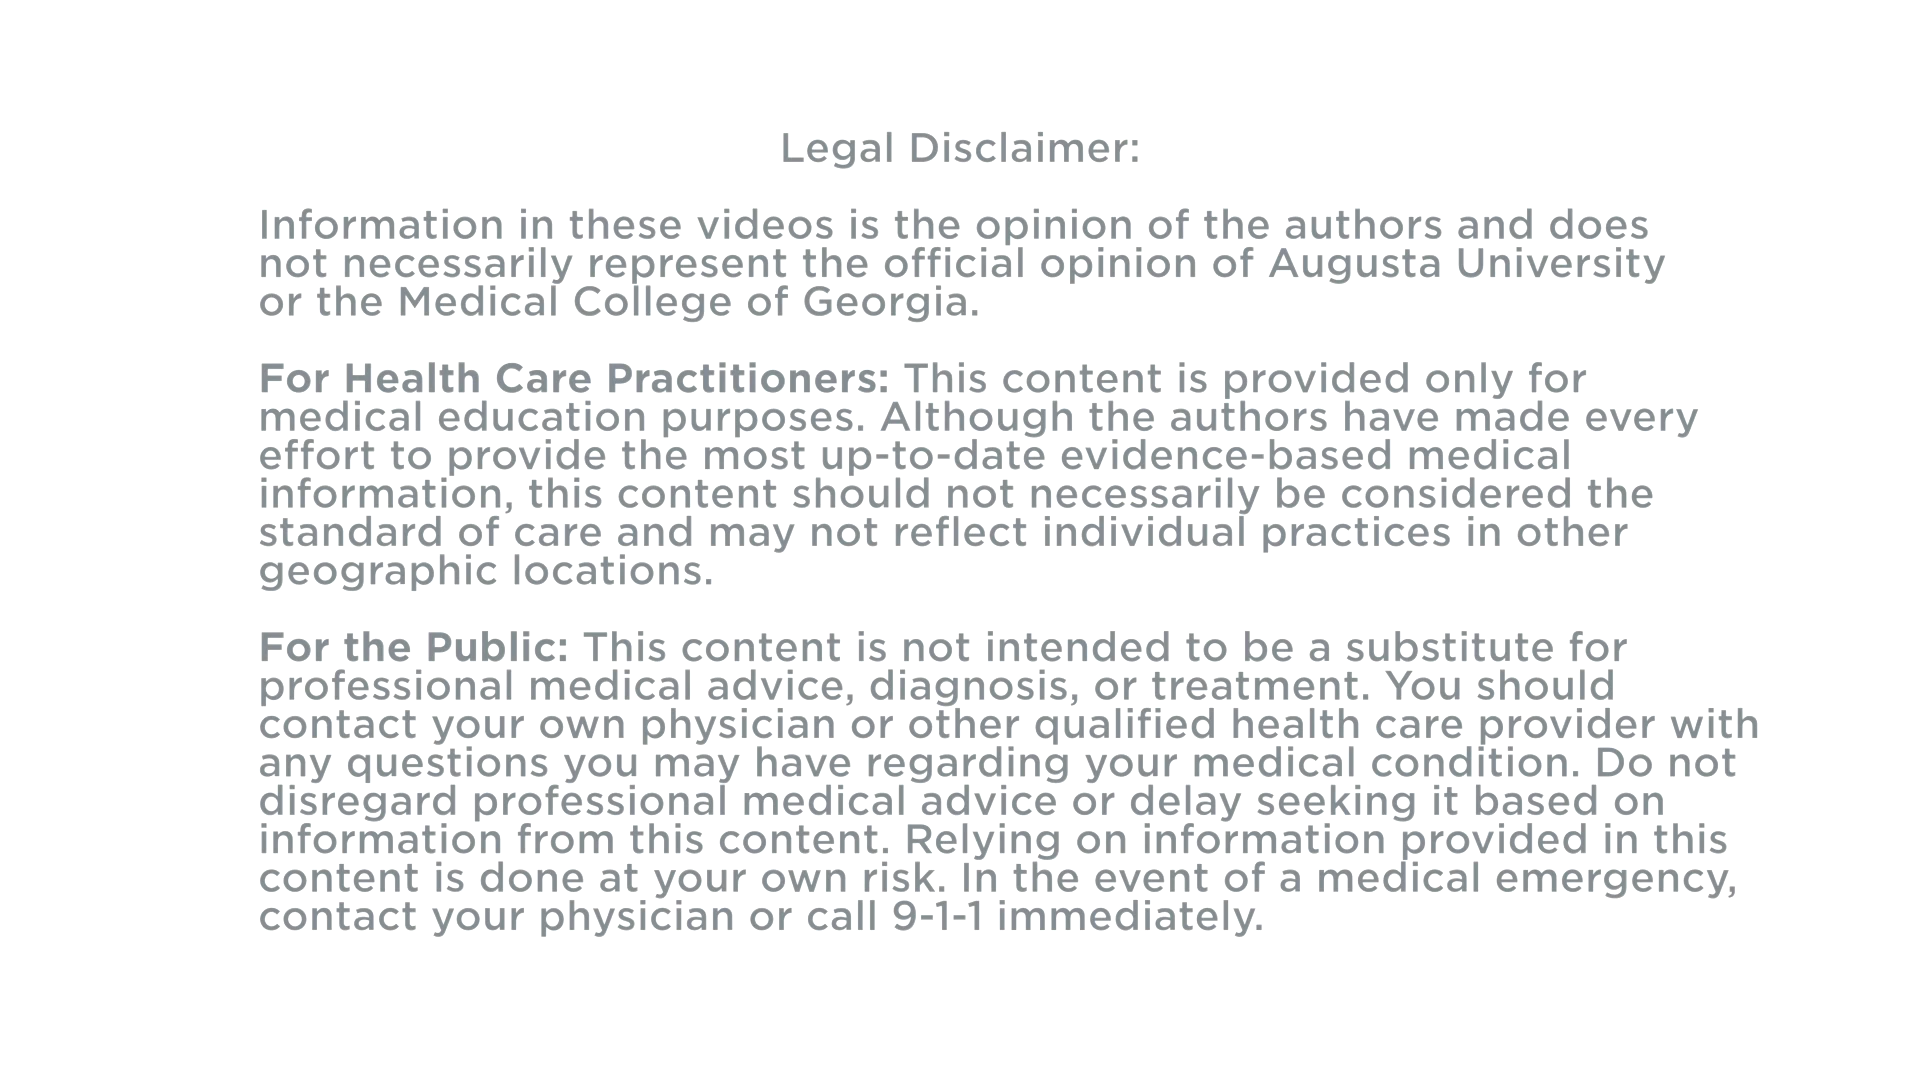 Legal Disclaimer:
Information in these videos is the opinion of the authors and does
not necessarily represent the official opinion of Augusta University
or the Medical College of Georgia.
For Health Care Practitioners: This content is provided only for
medical education purposes. Although the authors have made every
effort to provide the most up-to-date evidence-based medical
information, this content should not necessarily be considered the
standard of care and may not reflect individual practices in other
geographic locations.
For the Public: This content is not intended to be a substitute for
professional medical advice, diagnosis, or treatment. You should
contact your own physician or other qualified health care provider with
any questions you may have regarding your medical condition. Do not
disregard professional medical advice or delay seeking it based on
information from this content. Relying on information provided in this
content is done at your own risk. In the event of a medical emergency,
contact your physician or call 9-1-1 immediately.